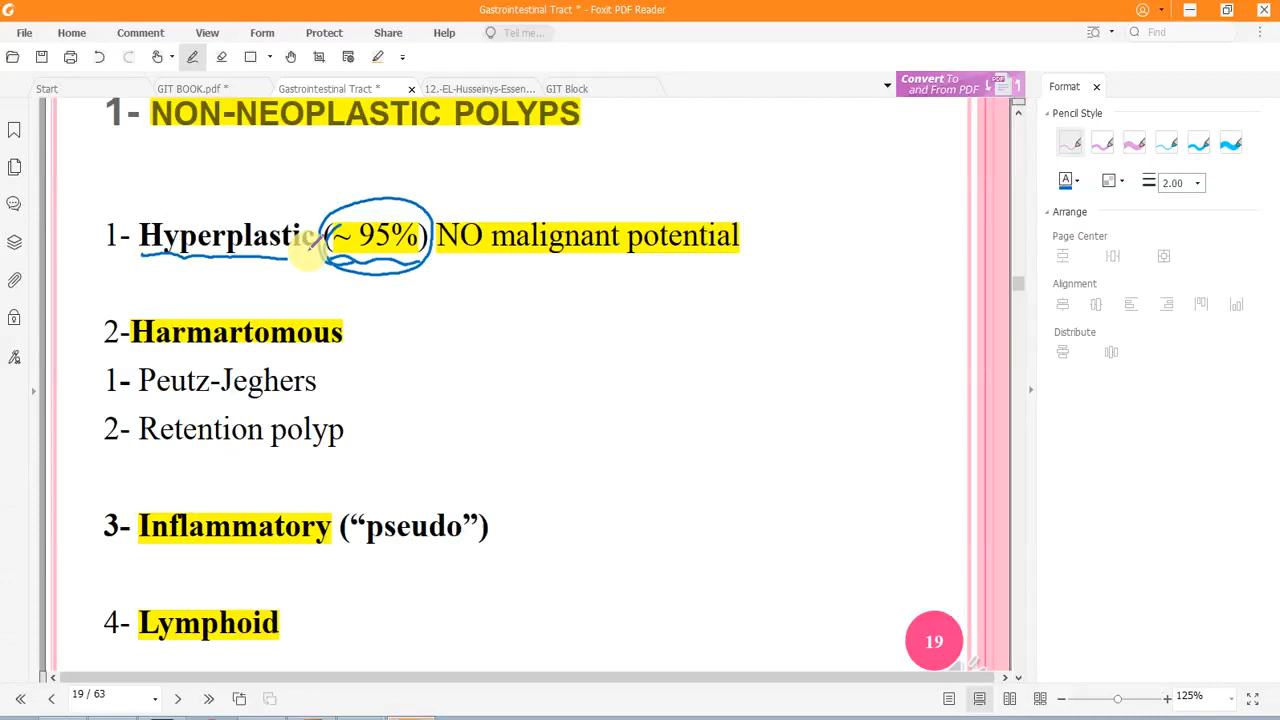 Gastrointestinal Tract * - Foxit PDF Reader
File Home Comment View Form Protect Share Help Tell me... Find
Start GIT BOOK.pdf * Gastrointestinal Tract * 12.-EL-Husseinys-Essen... GIT Block Convert To and From PDF PDF
Format
Pencil Style
2.00
Arrange
Page Center
Alignment
Distribute
1- NON-NEOPLASTIC POLYPS
1- Hyperplastic (~ 95%) NO malignant potential
2-Harmartomous
1- Peutz-Jeghers
2- Retention polyp
3- Inflammatory (“pseudo”)
4- Lymphoid
19
19 / 63
125%